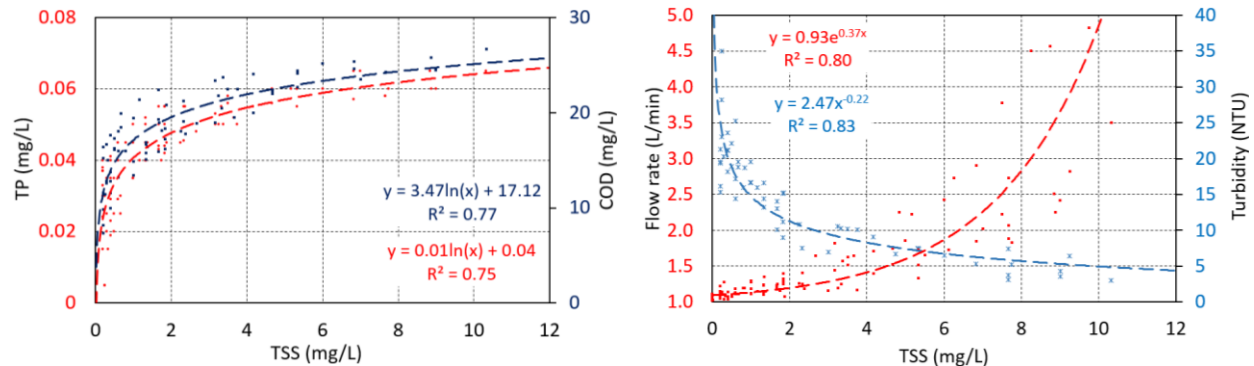 0.08
0.06
0.04
0.02
0
TP (mg/L)
30
20
10
0
COD (mg/L)
y = 3.47ln(x) + 17.12
R² = 0.77
y = 0.01ln(x) + 0.04
R² = 0.75
0 2 4 6 8 10 12
TSS (mg/L)
5.0
4.5
4.0
3.5
3.0
2.5
2.0
1.5
1.0
Flow rate (L/min)
y = 0.93e^0.37x
R² = 0.80
y = 2.47x^-0.22
R² = 0.83
40
35
30
25
20
15
10
5
0
Turbidity (NTU)
0 2 4 6 8 10 12
TSS (mg/L)